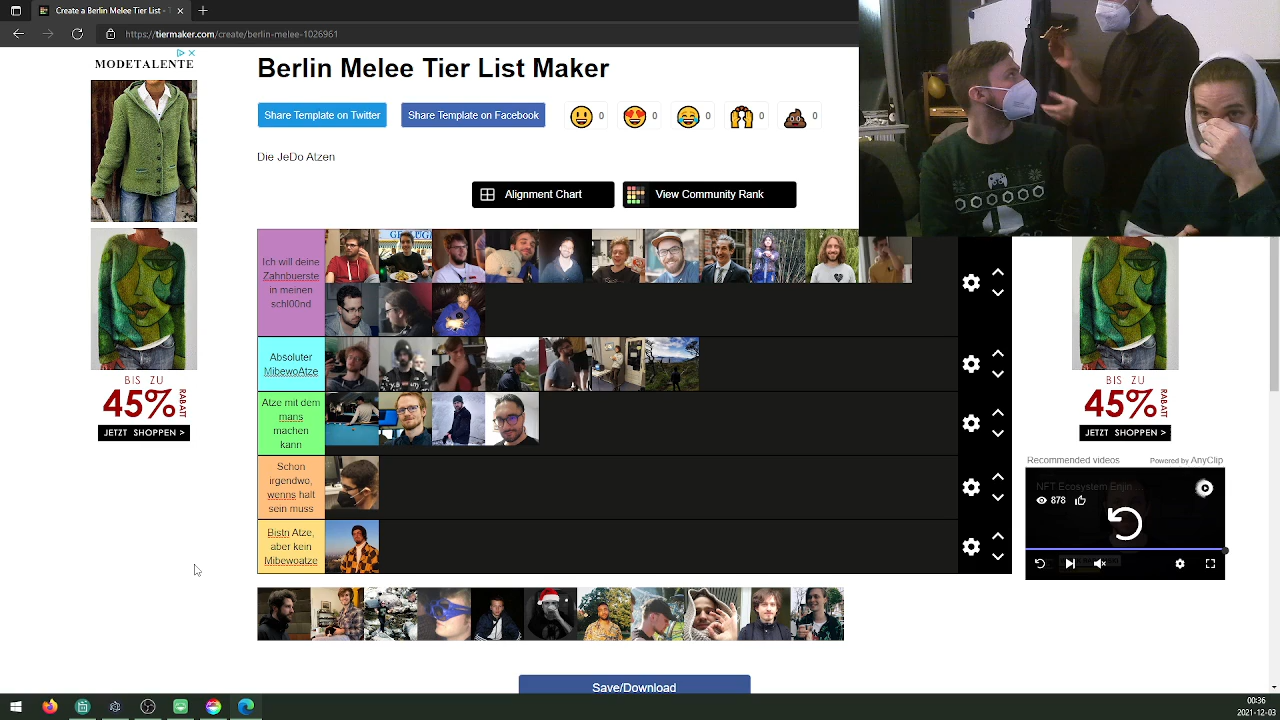 Create a Berlin Melee Tier List - T
https://tiermaker.com/create/berlin-melee-1026961
MODETALENTE
Berlin Melee Tier List Maker
Share Template on Twitter
Share Template on Facebook
0
0
0
0
0
Die JeDo Atzen
Alignment Chart
View Community Rank
Ich will deine
Zahnbuerste
in meinen
schl00nd
Absoluter
MibewoAtze
Atze mit dem
mans
machen
kann
Schon
irgendwo,
wenns halt
sein muss
Bistn Atze,
aber kein
Mibewoatze
BIS ZU
45% RABATT
JETZT SHOPPEN >
BIS ZU
45% RABATT
JETZT SHOPPEN >
Recommended videos
Powered by AnyClip
NFT Ecosystem Enjin
878
Save/Download
00:36
2021-12-03